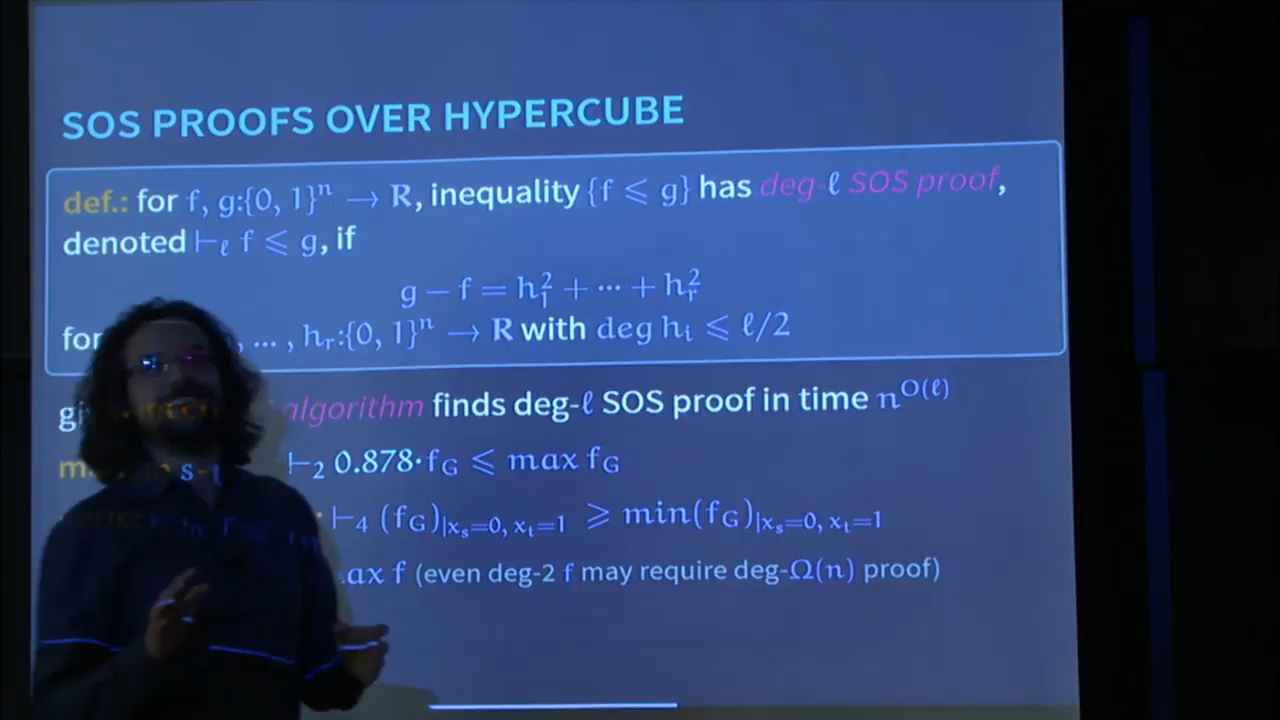 SOS PROOFS OVER HYPERCUBE
def.: for f, g:{0, 1}ⁿ → ℝ, inequality {f ⩽ g} has deg-ℓ SOS proof,
denoted ⊢_ℓ f ⩽ g, if
g − f = h₁² + ··· + hᵣ²
for ... , hᵣ:{0, 1}ⁿ → ℝ with deg hᵢ ⩽ ℓ/2
algorithm finds deg-ℓ SOS proof in time n^O(ℓ)
⊢₂ 0.878·f_G ⩽ max f_G
⊢₄ (f_G)|xₛ=0, xₜ=1 ⩾ min(f_G)|xₛ=0, xₜ=1
f (even deg-2 f may require deg-Ω(n) proof)